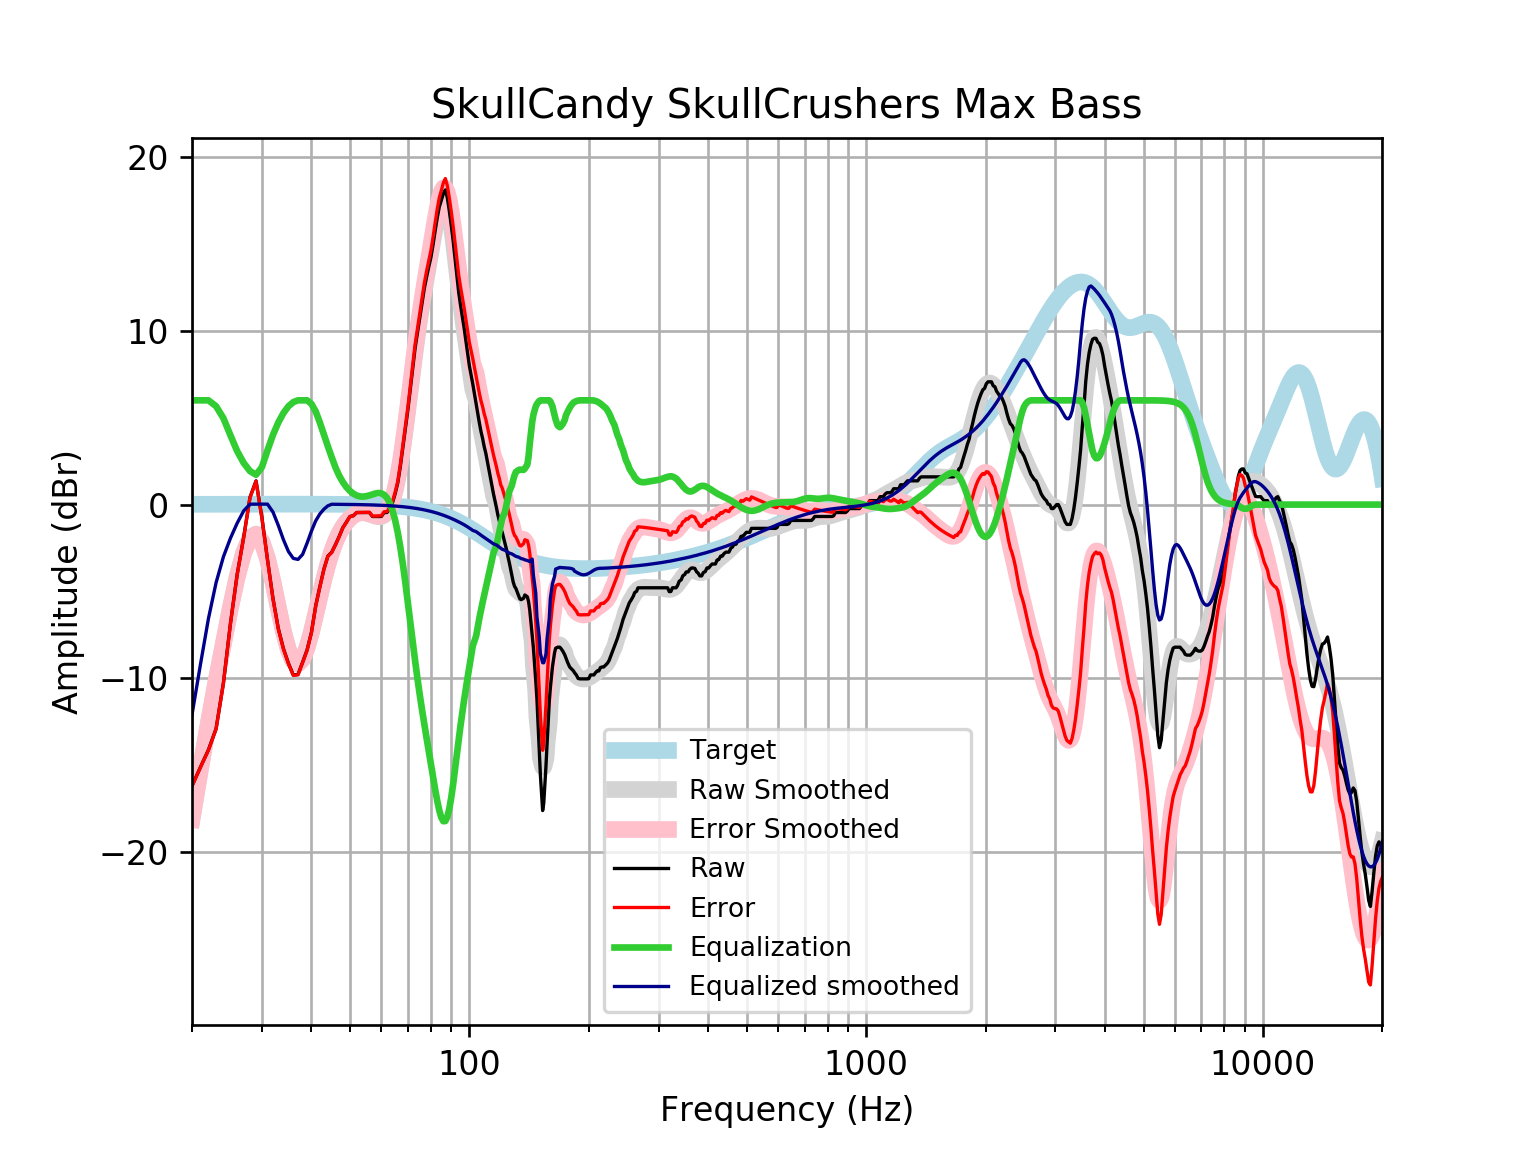 SkullCandy SkullCrushers Max Bass
Amplitude (dBr)
20
10
0
−10
−20
Target
Raw Smoothed
Error Smoothed
Raw
Error
Equalization
Equalized smoothed
100
1000
10000
Frequency (Hz)